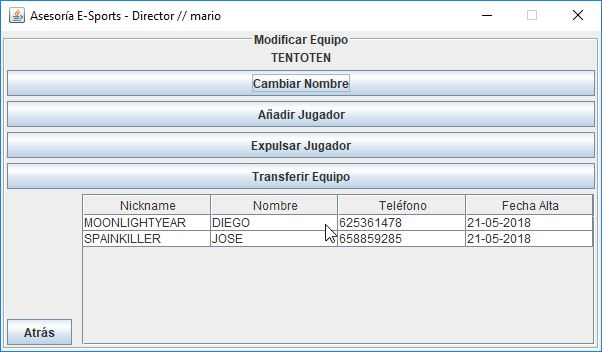 Asesoría E-Sports - Director // mario
Modificar Equipo
TENTOTEN
Cambiar Nombre
Añadir Jugador
Expulsar Jugador
Transferir Equipo
Nickname Nombre Teléfono Fecha Alta
MOONLIGHTYEAR DIEGO 625361478 21-05-2018
SPAINKILLER JOSE 658859285 21-05-2018
Atrás